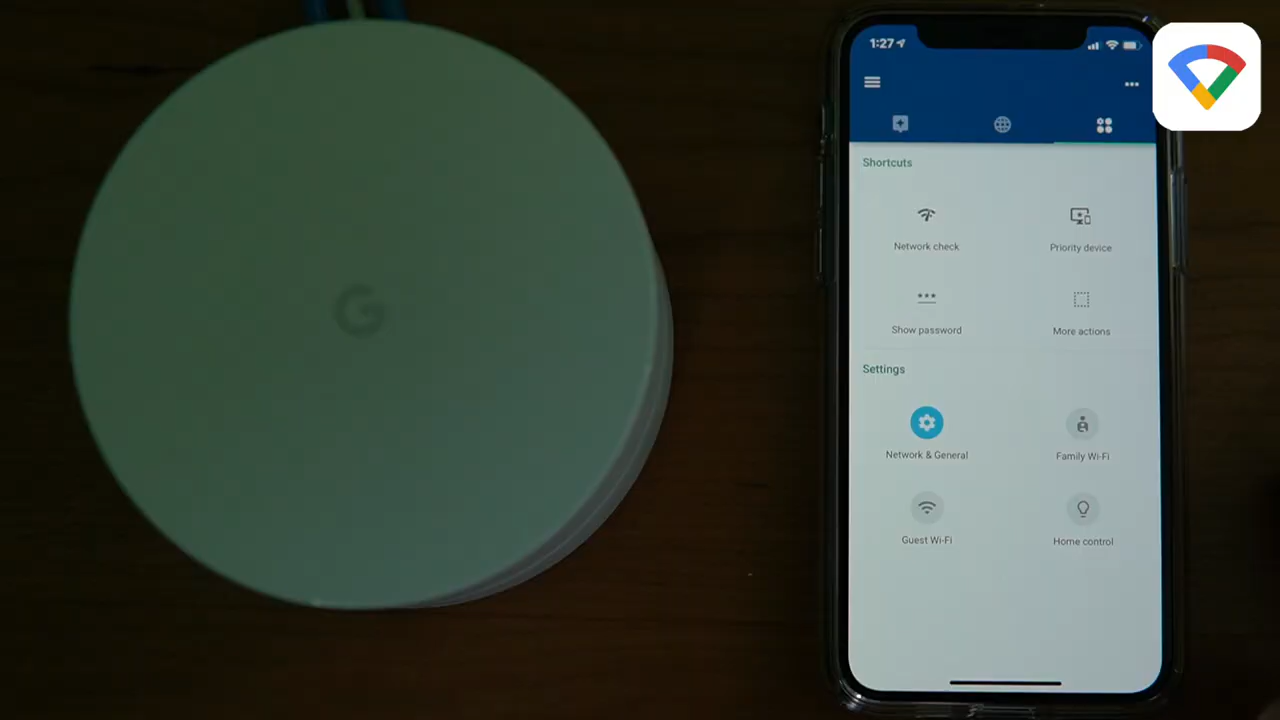 G
1:27
Shortcuts
Network check
Priority device
Show password
More actions
Settings
Network & General
Family Wi-Fi
Guest Wi-Fi
Home control